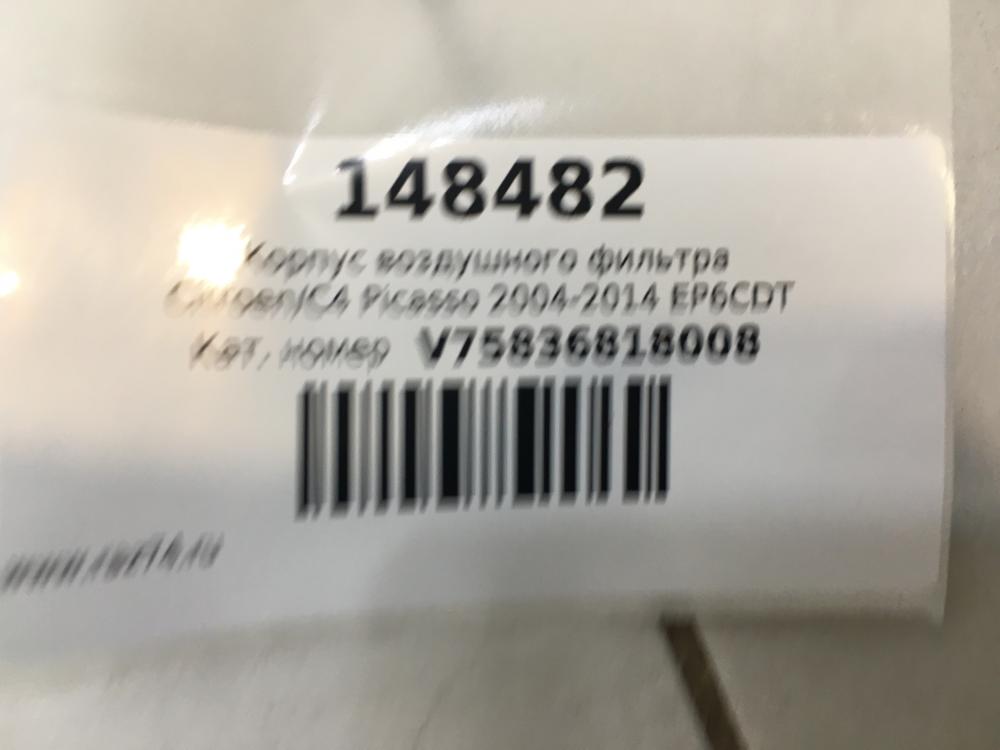 148482
Корпус воздушного фильтра
Citroen/C4 Picasso 2004-2014 EP6CDT
Кат. номер V75836818008